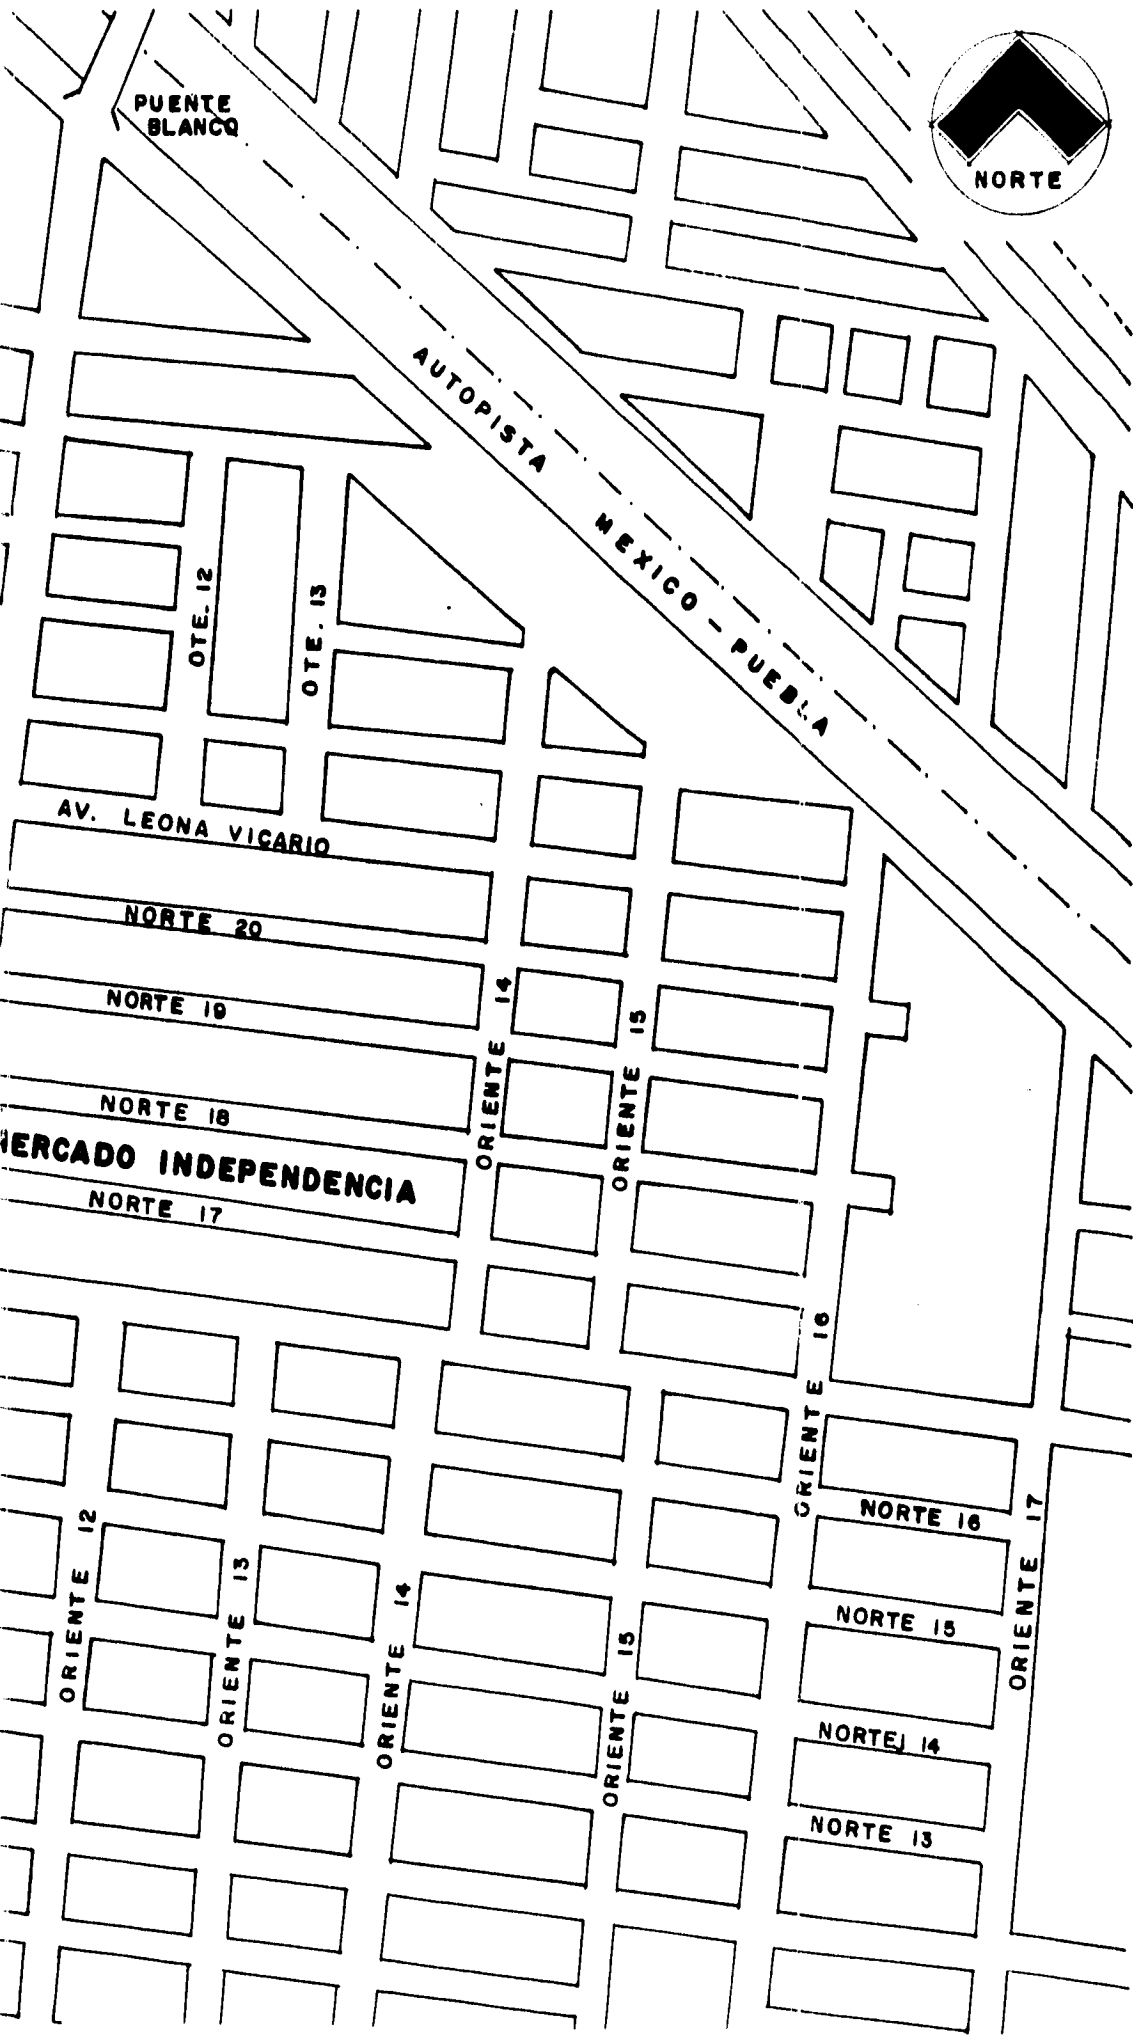 PUENTE
BLANCO
NORTE
AUTOPISTA MEXICO - PUEBLA
OTE. 12
OTE. 13
AV. LEONA VICARIO
NORTE 20
NORTE 19
ORIENTE 14
ORIENTE 15
NORTE 18
MERCADO INDEPENDENCIA
NORTE 17
ORIENTE 16
NORTE 16
ORIENTE 17
ORIENTE 12
ORIENTE 13
ORIENTE 14
ORIENTE 15
NORTE 15
NORTE 14
NORTE 13